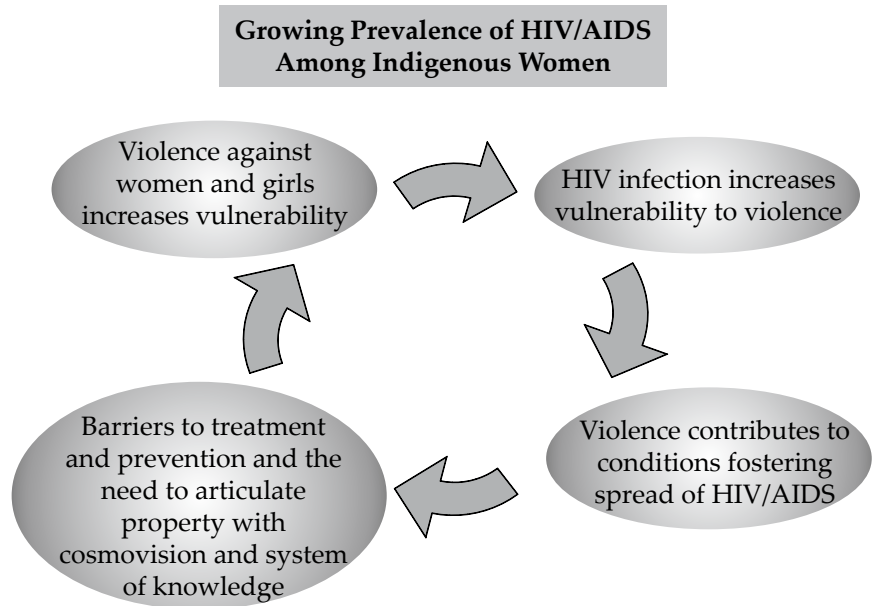 Growing Prevalence of HIV/AIDS
Among Indigenous Women
Violence against
women and girls
increases vulnerability
HIV infection increases
vulnerability to violence
Violence contributes to
conditions fostering
spread of HIV/AIDS
Barriers to treatment
and prevention and the
need to articulate
property with
cosmovision and system
of knowledge